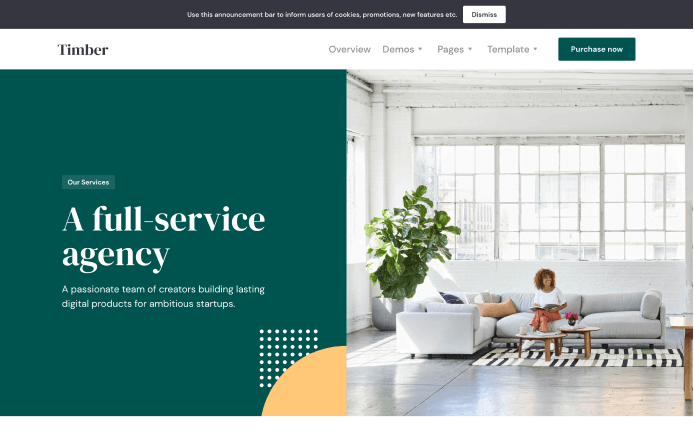 Use this announcement bar to inform users of cookies, promotions, new features etc. Dismiss
Timber Overview Demos Pages Template Purchase now
Our Services
A full-service
agency
A passionate team of creators building lasting
digital products for ambitious startups.